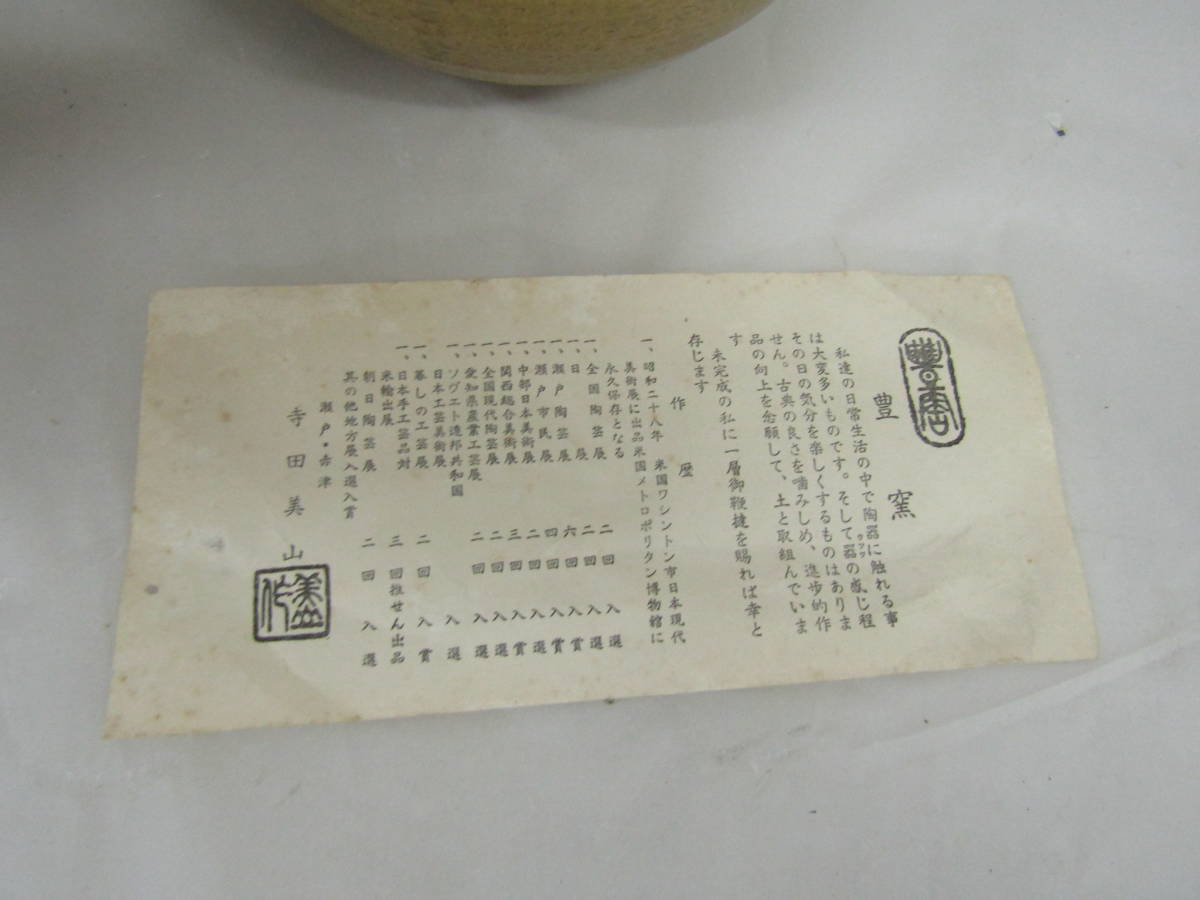 豊窯
私達の日常生活の中で陶器に触れる事
は大変多いものです。そして器の感じ程
その日の気分を楽しくするものはありま
せん。古典の良さを噛みしめ、進歩的作
品の向上を念願して、土と取組んでいま
す
未完成の私に一層御鞭撻を賜れば幸と
存じます
作歴
一、昭和二十八年 米国ワシントン市日本現代
美術展に出品米国メトロポリタン博物館に
永久保存となる
一、全国陶芸展 二回入選
一、日展 二回入選
一、瀬戸陶芸展 六回入賞
一、瀬戸市民展 四回入賞
一、中部日本美術展 二回入選
一、関西総合美術展 三回入賞
一、全国現代陶芸展 二回入選
一、愛知県産業工芸展 二回入選
一、ソヴエト連邦共和国
日本工芸美術展 入選
一、暮しの工芸展 二回入賞
一、日本手工芸品対
米輸出展 三回推せん出品
朝日陶芸展 二回入選
其の他地方展入選入賞
瀬戸・赤津
寺田美山